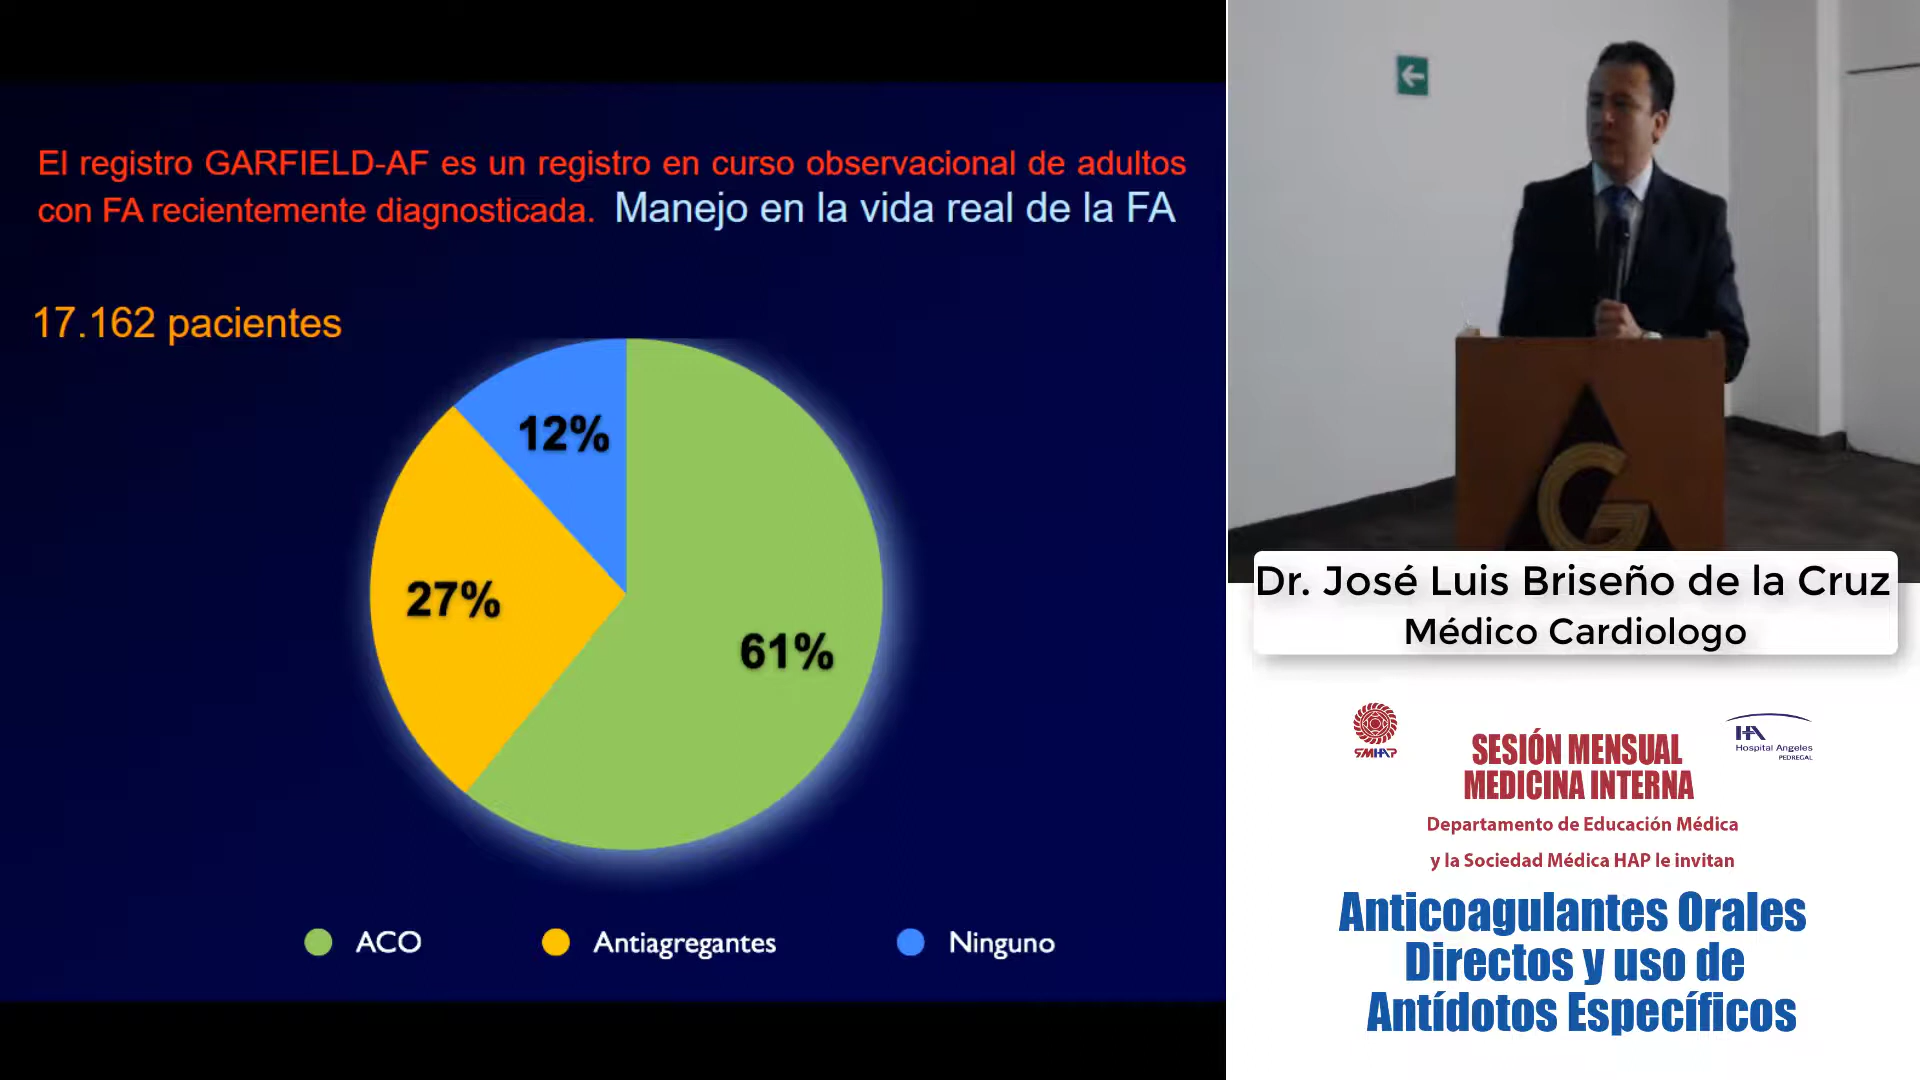 El registro GARFIELD-AF es un registro en curso observacional de adultos
con FA recientemente diagnosticada. Manejo en la vida real de la FA
17.162 pacientes
12%
27%
61%
ACO
Antiagregantes
Ninguno
G
Dr. José Luis Briseño de la Cruz
Médico Cardiologo
SMHAP
HA
Hospital Angeles
PEDREGAL
SESIÓN MENSUAL
MEDICINA INTERNA
Departamento de Educación Médica
y la Sociedad Médica HAP le invitan
Anticoagulantes Orales
Directos y uso de
Antídotos Específicos